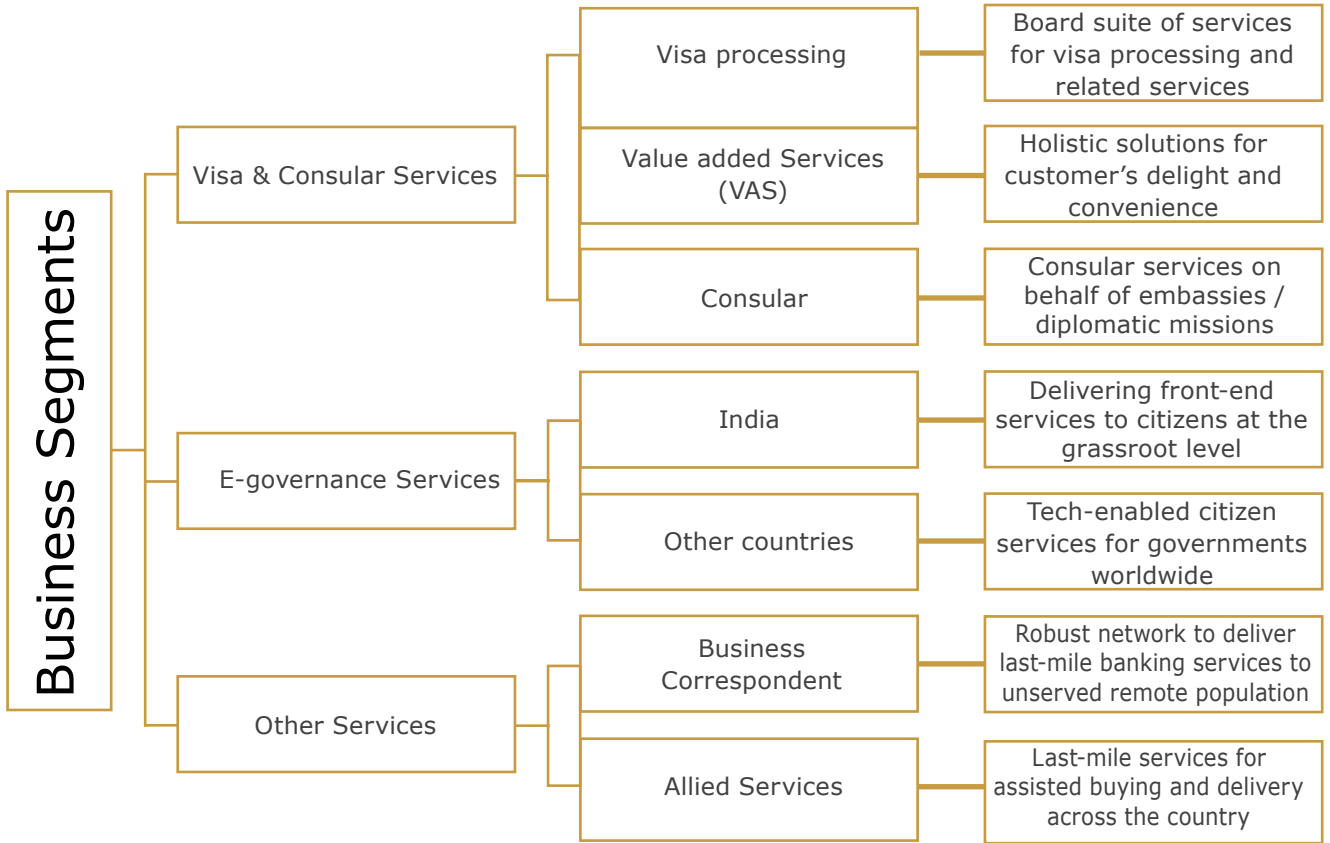 Business Segments
Visa & Consular Services
Visa processing
Board suite of services
for visa processing and
related services
Value added Services
(VAS)
Holistic solutions for
customer’s delight and
convenience
Consular
Consular services on
behalf of embassies /
diplomatic missions
E-governance Services
India
Delivering front-end
services to citizens at the
grassroot level
Other countries
Tech-enabled citizen
services for governments
worldwide
Other Services
Business
Correspondent
Robust network to deliver
last-mile banking services to
unserved remote population
Allied Services
Last-mile services for
assisted buying and delivery
across the country